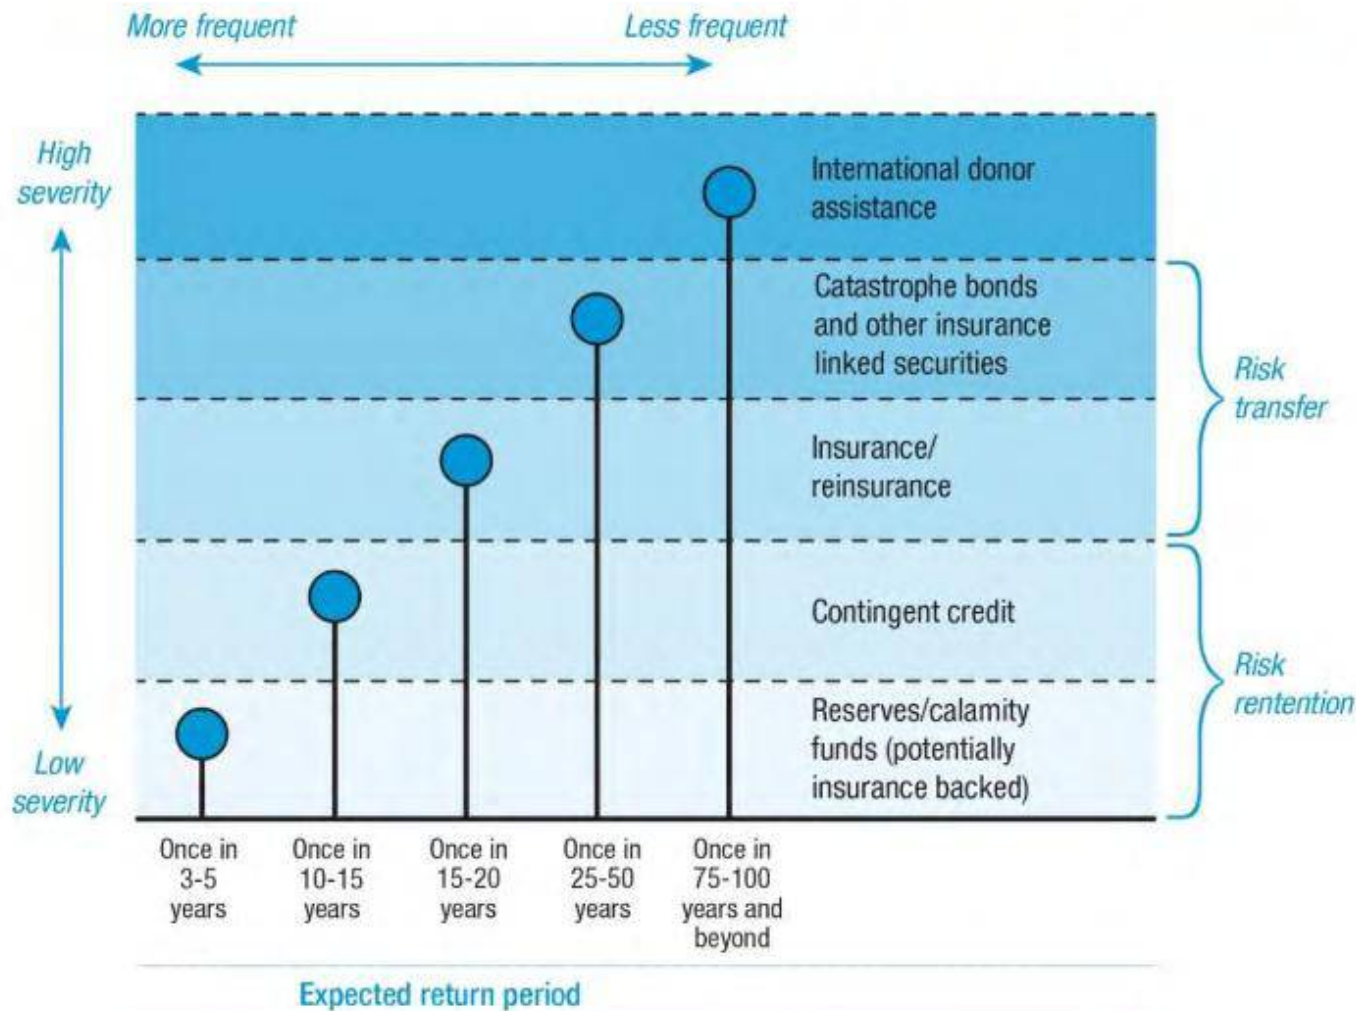 More frequent
Less frequent
High
severity
Low
severity
International donor
assistance
Catastrophe bonds
and other insurance
linked securities
Insurance/
reinsurance
Contingent credit
Reserves/calamity
funds (potentially
insurance backed)
Risk
transfer
Risk
rentention
Once in
3-5
years
Once in
10-15
years
Once in
15-20
years
Once in
25-50
years
Once in
75-100
years and
beyond
Expected return period